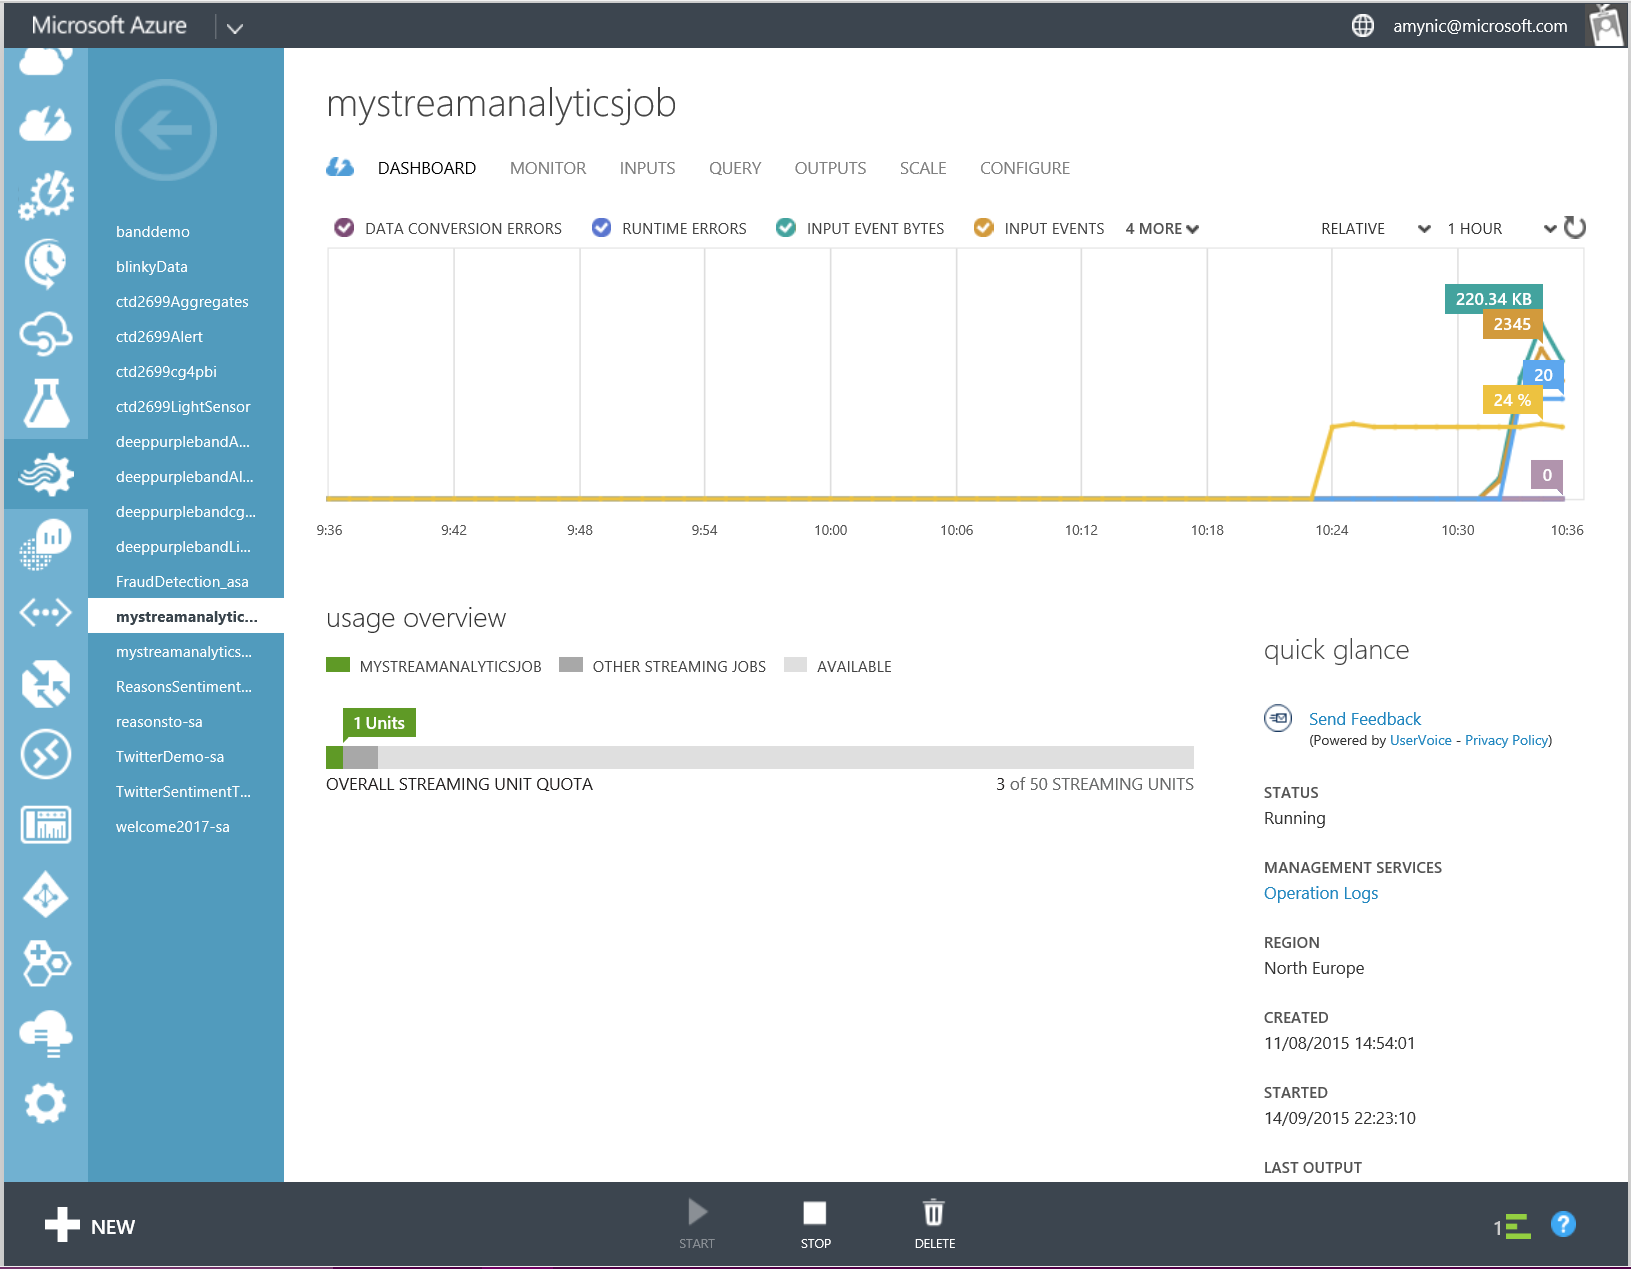 Microsoft Azure
amynic@microsoft.com
banddemo
blinkyData
ctd2699Aggregates
ctd2699Alert
ctd2699cg4pbi
ctd2699LightSensor
deeppurplebandA...
deeppurplebandAl...
deeppurplebandcg...
deeppurplebandLi...
FraudDetection_asa
mystreamanalytic...
mystreamanalytics...
ReasonsSentiment...
reasonsto-sa
TwitterDemo-sa
TwitterSentimentT...
welcome2017-sa
mystreamanalyticsjob
DASHBOARD MONITOR INPUTS QUERY OUTPUTS SCALE CONFIGURE
DATA CONVERSION ERRORS RUNTIME ERRORS INPUT EVENT BYTES INPUT EVENTS 4 MORE RELATIVE 1 HOUR
220.34 KB
2345
20
24 %
0
9:36 9:42 9:48 9:54 10:00 10:06 10:12 10:18 10:24 10:30 10:36
usage overview
MYSTREAMANALYTICSJOB OTHER STREAMING JOBS AVAILABLE
1 Units
OVERALL STREAMING UNIT QUOTA 3 of 50 STREAMING UNITS
quick glance
Send Feedback
(Powered by UserVoice - Privacy Policy)
STATUS
Running
MANAGEMENT SERVICES
Operation Logs
REGION
North Europe
CREATED
11/08/2015 14:54:01
STARTED
14/09/2015 22:23:10
LAST OUTPUT
NEW
START STOP DELETE
1 ?